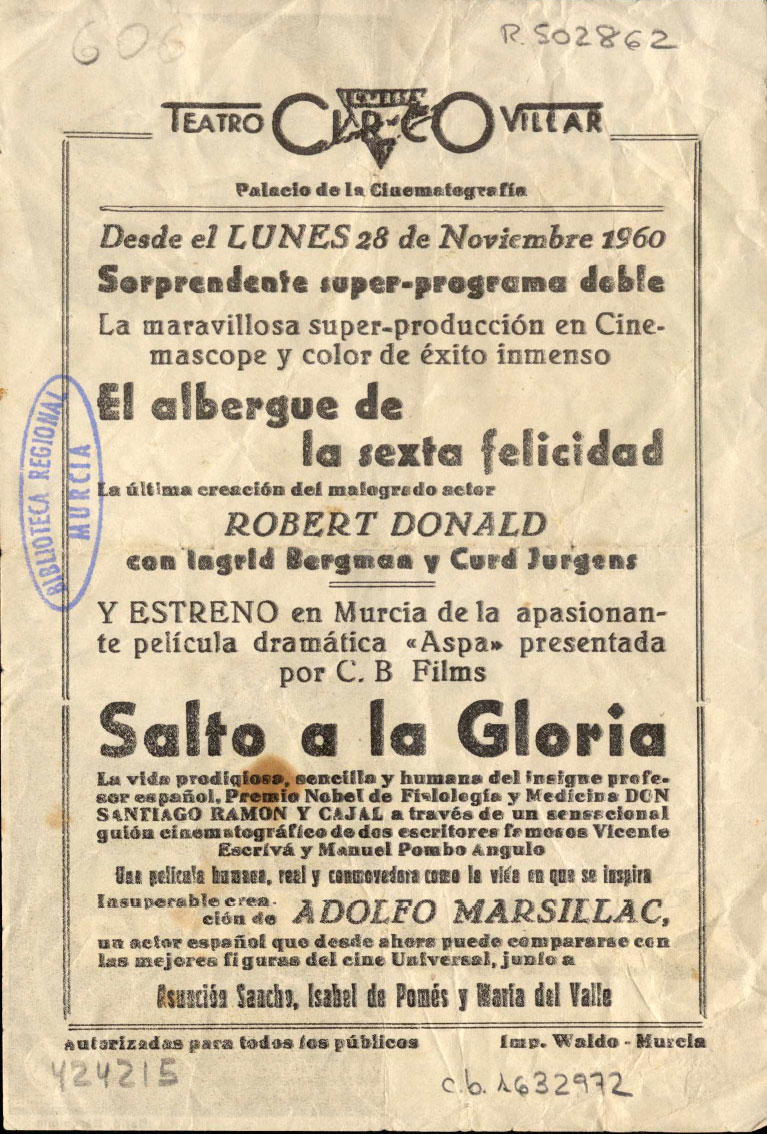 606
R.502862
TEATRO CIRCO VILLAR
Palacio de la Cinematografía
Desde el LUNES 28 de Noviembre 1960
Sorprendente super-programa doble
La maravillosa super-producción en Cine-
mascope y color de éxito inmenso
El albergue de
la sexta felicidad
La última creación del malogrado actor
ROBERT DONALD
con Ingrid Bergman y Curd Jurgens
Y ESTRENO en Murcia de la apasionan-
te película dramática «Aspa» presentada
por C. B Films
Salto a la Gloria
La vida prodigiosa, sencilla y humana del insigne profe-
sor español, Premio Nobel de Fisiología y Medicina DON
SANTIAGO RAMON Y CAJAL a través de un sensacional
guión cinematográfico de dos escritores famosos Vicente
Escrivá y Manuel Pombo Angulo
Una película humana, real y conmovedora como la vida en que se inspira
Insuperable crea-
ción de ADOLFO MARSILLAC,
un actor español que desde ahora puede compararse con
las mejores figuras del cine Universal, junto a
Asunción Sancho, Isabel de Pomés y María del Valle
Autorizadas para todos los públicos
Imp. Waldo - Murcia
424215
c.b. 1632972
BIBLIOTECA REGIONAL
MURCIA